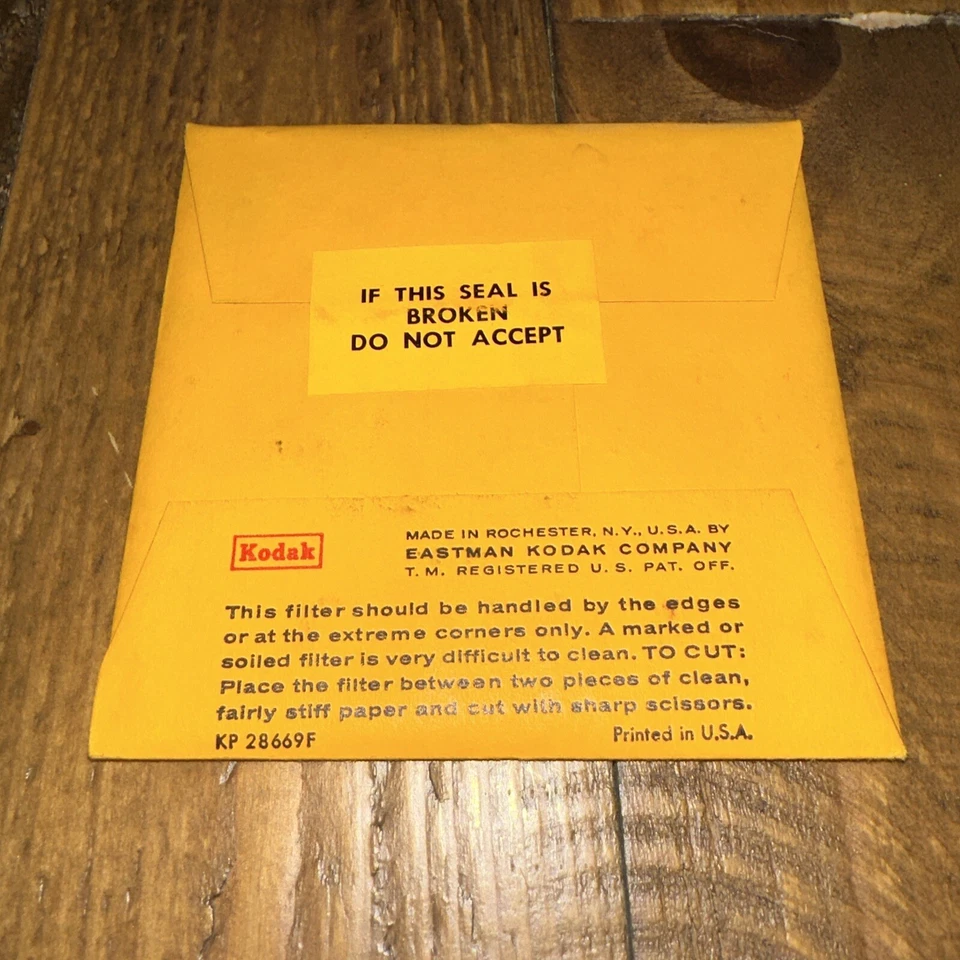 IF THIS SEAL IS
BROKEN
DO NOT ACCEPT
Kodak
MADE IN ROCHESTER, N.Y., U.S.A. BY
EASTMAN KODAK COMPANY
T. M. REGISTERED U. S. PAT. OFF.
This filter should be handled by the edges
or at the extreme corners only. A marked or
soiled filter is very difficult to clean. TO CUT:
Place the filter between two pieces of clean,
fairly stiff paper and cut with sharp scissors.
KP 28669F
Printed in U.S.A.